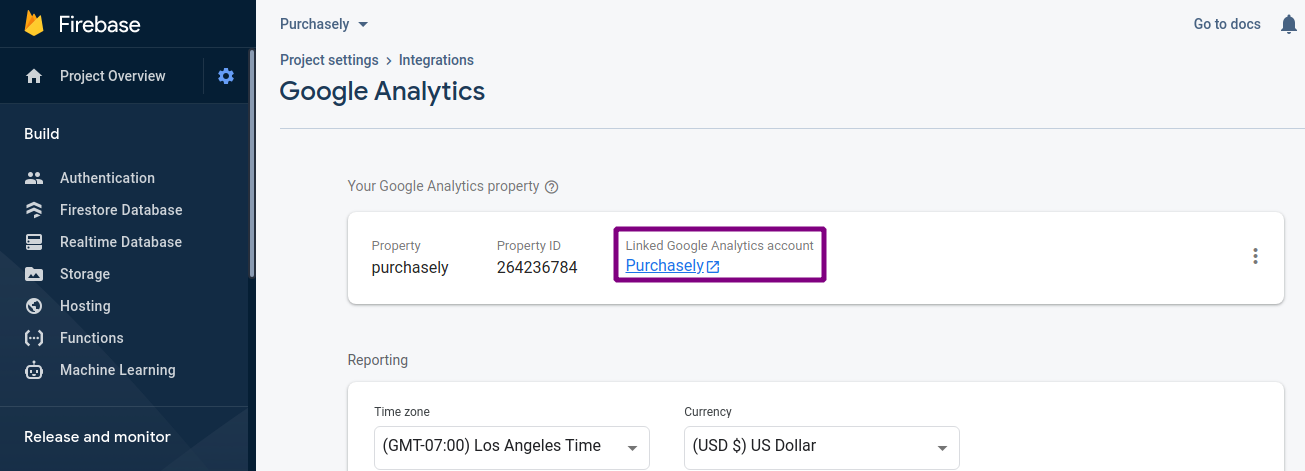 Firebase
Project Overview
Build
Authentication
Firestore Database
Realtime Database
Storage
Hosting
Functions
Machine Learning
Release and monitor
Purchasely
Go to docs
Project settings > Integrations
Google Analytics
Your Google Analytics property
Property
purchasely
Property ID
264236784
Linked Google Analytics account
Purchasely
Reporting
Time zone
(GMT-07:00) Los Angeles Time
Currency
(USD $) US Dollar